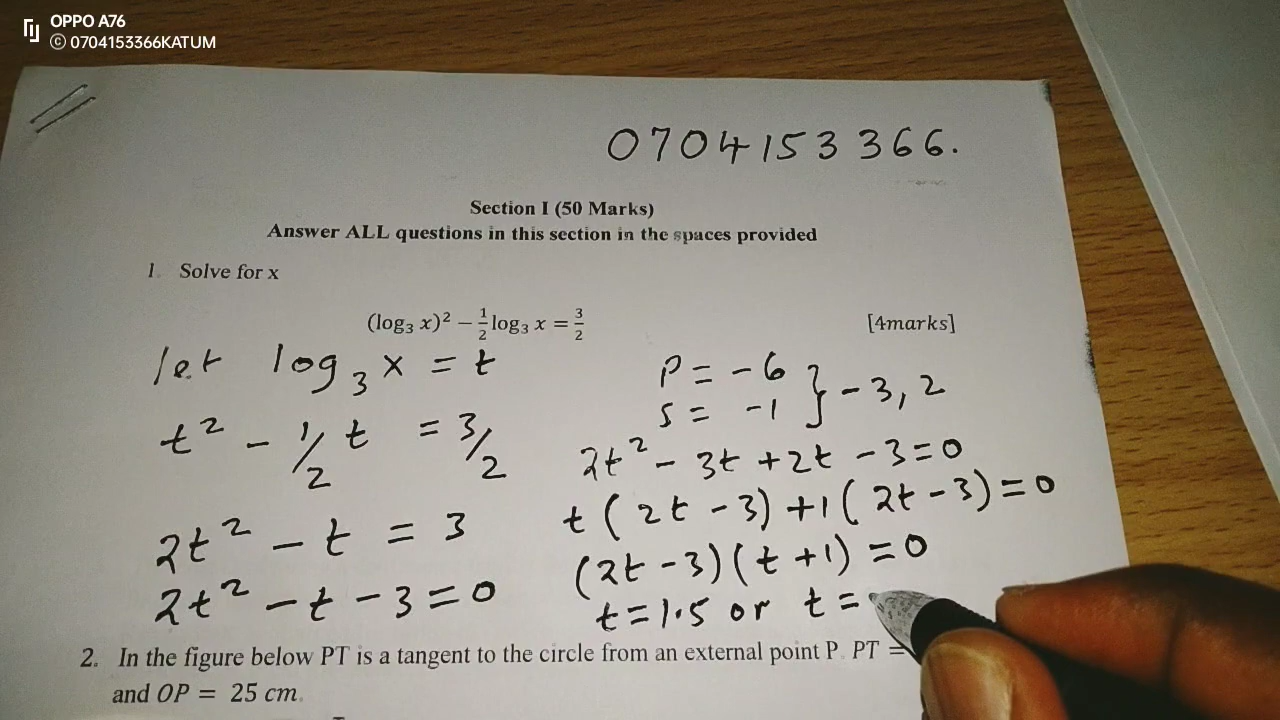 OPPO A76
© 0704153366KATUM
0704153366.
Section I (50 Marks)
Answer ALL questions in this section in the spaces provided
1. Solve for x
(log₃ x)² − 1/2 log₃ x = 3/2 [4marks]
let log₃ x = t
t² - 1/2 t = 3/2
2t² - t = 3
2t² - t - 3 = 0
P = -6
S = -1 } -3, 2
2t² - 3t + 2t - 3 = 0
t(2t - 3) + 1(2t - 3) = 0
(2t - 3)(t + 1) = 0
t = 1.5 or t =
2. In the figure below PT is a tangent to the circle from an external point P. PT =
and OP = 25 cm.